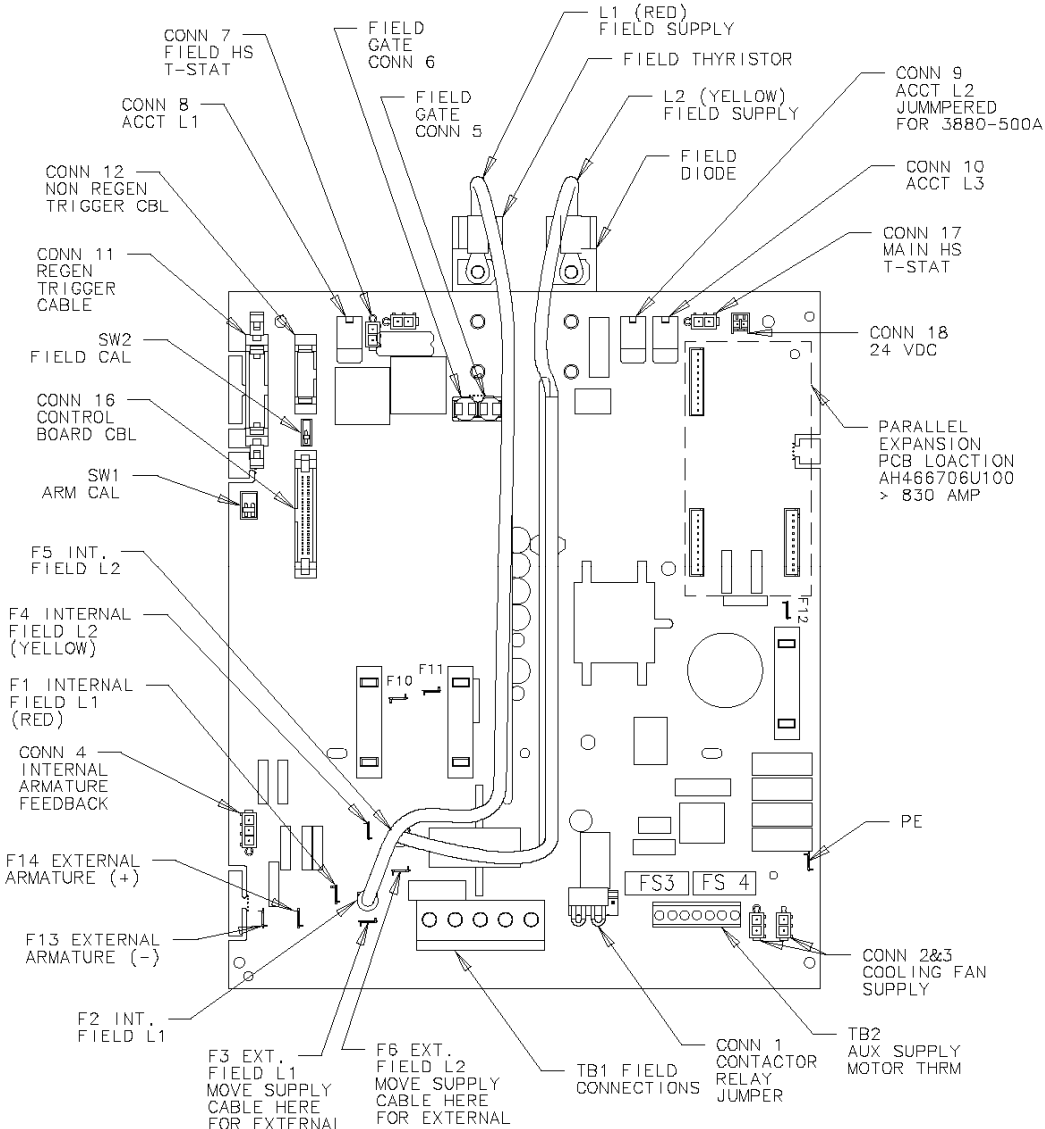 L1 (RED)
FIELD SUPPLY
FIELD
GATE
CONN 6
CONN 7
FIELD HS
T-STAT
FIELD THYRISTOR
CONN 9
ACCT L2
JUMMPERED
FOR 3880-500A
CONN 8
ACCT L1
FIELD
GATE
CONN 5
L2 (YELLOW)
FIELD SUPPLY
FIELD
DIODE
CONN 10
ACCT L3
CONN 12
NON REGEN
TRIGGER CBL
CONN 17
MAIN HS
T-STAT
CONN 11
REGEN
TRIGGER
CABLE
CONN 18
24 VDC
SW2
FIELD CAL
CONN 16
CONTROL
BOARD CBL
PARALLEL
EXPANSION
PCB LOACTION
AH466706U100
> 830 AMP
SW1
ARM CAL
F5 INT.
FIELD L2
F4 INTERNAL
FIELD L2
(YELLOW)
F12
F10
F11
F1 INTERNAL
FIELD L1
(RED)
CONN 4
INTERNAL
ARMATURE
FEEDBACK
PE
F14 EXTERNAL
ARMATURE (+)
FS3
FS 4
F13 EXTERNAL
ARMATURE (-)
CONN 2&3
COOLING FAN
SUPPLY
F2 INT.
FIELD L1
F3 EXT.
FIELD L1
MOVE SUPPLY
CABLE HERE
FOR EXTERNAL
F6 EXT.
FIELD L2
MOVE SUPPLY
CABLE HERE
FOR EXTERNAL
TB1 FIELD
CONNECTIONS
CONN 1
CONTACTOR
RELAY
JUMPER
TB2
AUX SUPPLY
MOTOR THRM